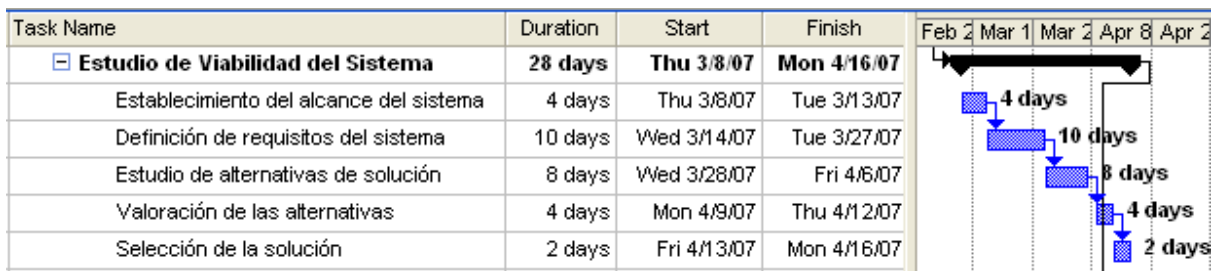 Task Name Duration Start Finish Feb 2 Mar 1 Mar 2 Apr 8 Apr 2
Estudio de Viabilidad del Sistema 28 days Thu 3/8/07 Mon 4/16/07
Establecimiento del alcance del sistema 4 days Thu 3/8/07 Tue 3/13/07 4 days
Definición de requisitos del sistema 10 days Wed 3/14/07 Tue 3/27/07 10 days
Estudio de alternativas de solución 8 days Wed 3/28/07 Fri 4/6/07 8 days
Valoración de las alternativas 4 days Mon 4/9/07 Thu 4/12/07 4 days
Selección de la solución 2 days Fri 4/13/07 Mon 4/16/07 2 days